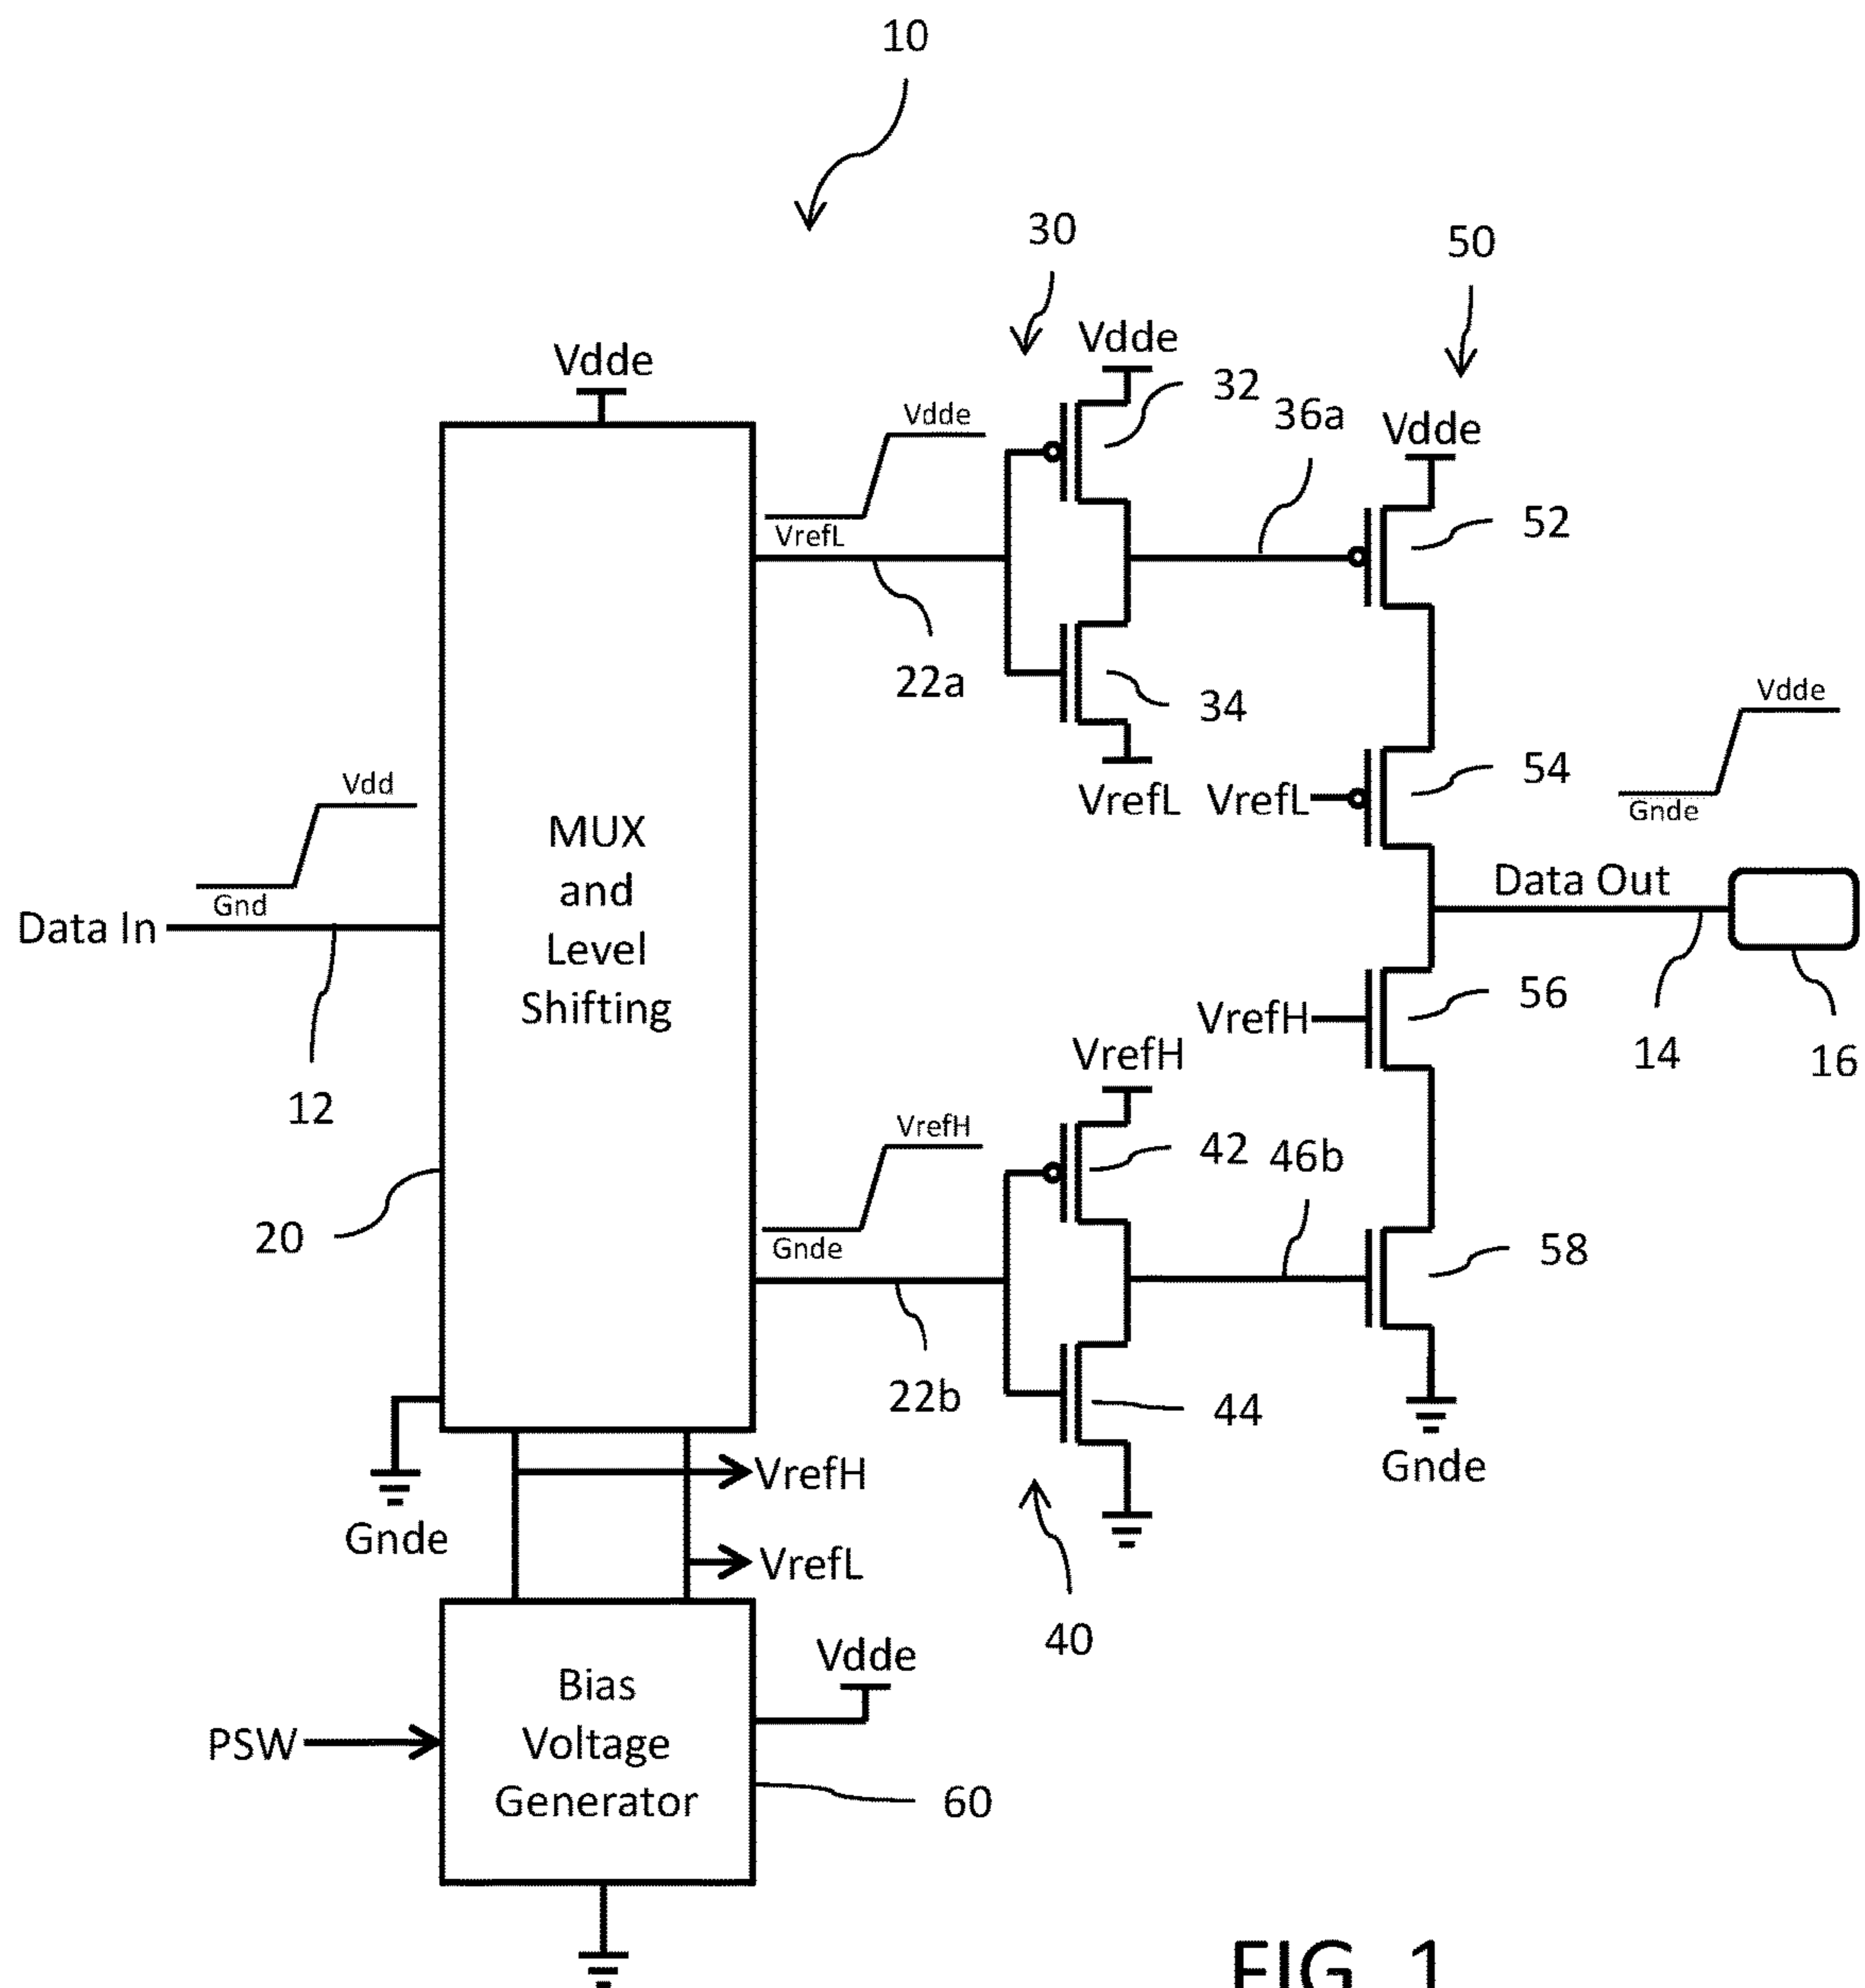 10
30
50
Vdde
Vdde
32
36a
Vdde
Vdde
VrefL
52
22a
34
Vdde
VrefL
VrefL
54
Gnde
Vdd
Gnd
Data In
12
MUX
and
Level
Shifting
Data Out
56
VrefH
14
16
VrefH
VrefH
42
46b
20
Gnde
58
22b
44
Gnde
VrefH
Gnde
VrefL
40
Vdde
Bias
Voltage
Generator
PSW
60
FIG. 1